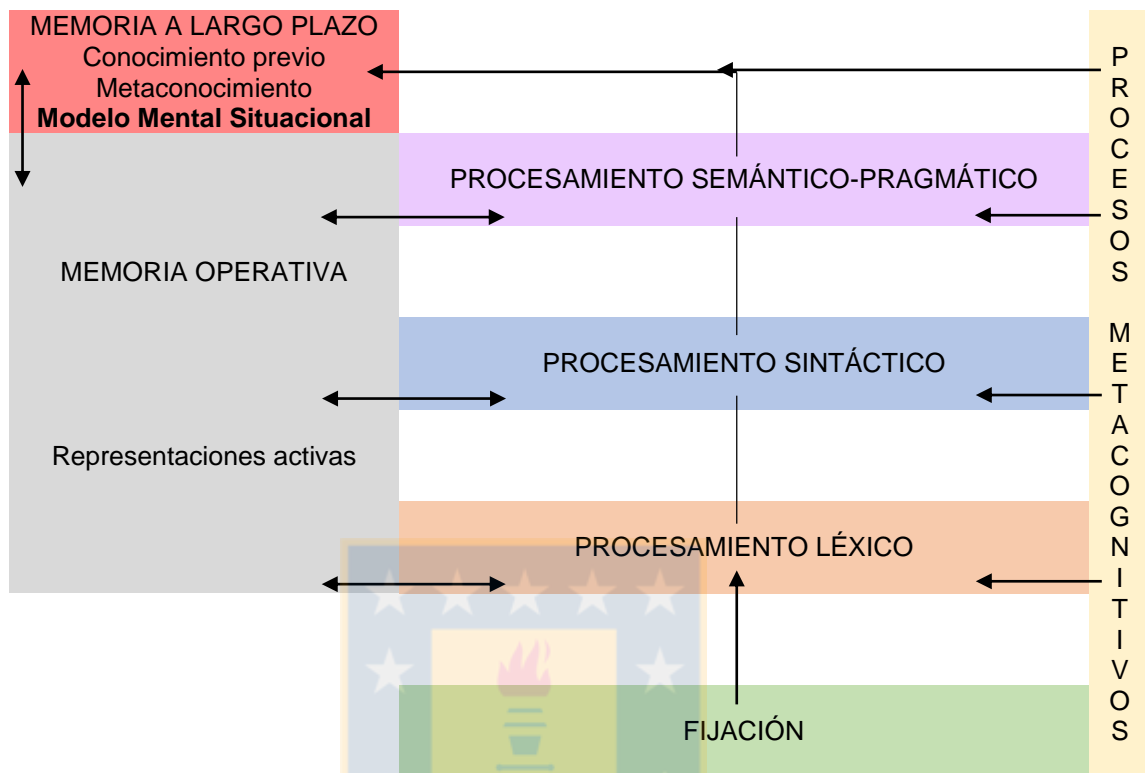 MEMORIA A LARGO PLAZO
Conocimiento previo
Metaconocimiento
Modelo Mental Situacional
PROCESAMIENTO SEMÁNTICO-PRAGMÁTICO
MEMORIA OPERATIVA
PROCESAMIENTO SINTÁCTICO
Representaciones activas
PROCESAMIENTO LÉXICO
FIJACIÓN
PROCESOS METACOGNITIVOS